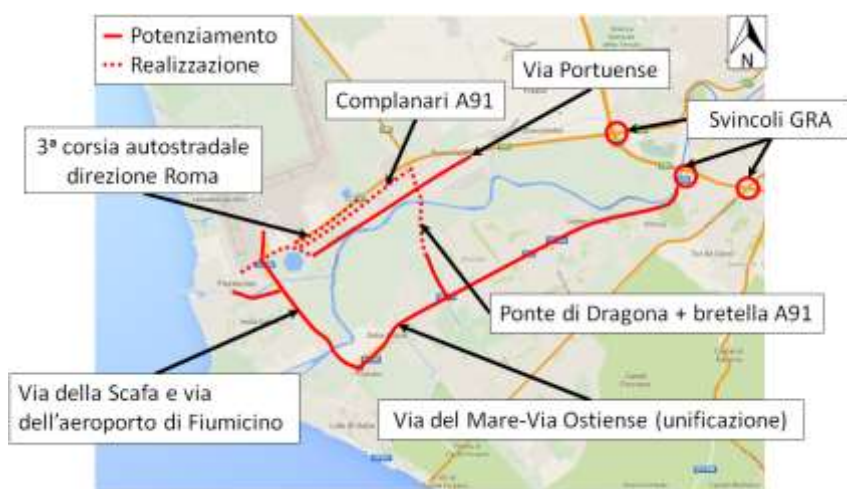 Potenziamento
Realizzazione
N
Via Portuense
Complanari A91
Svincoli GRA
3ª corsia autostradale
direzione Roma
Ponte di Dragona + bretella A91
Via della Scafa e via
dell'aeroporto di Fiumicino
Via del Mare-Via Ostiense (unificazione)
Fiumicino